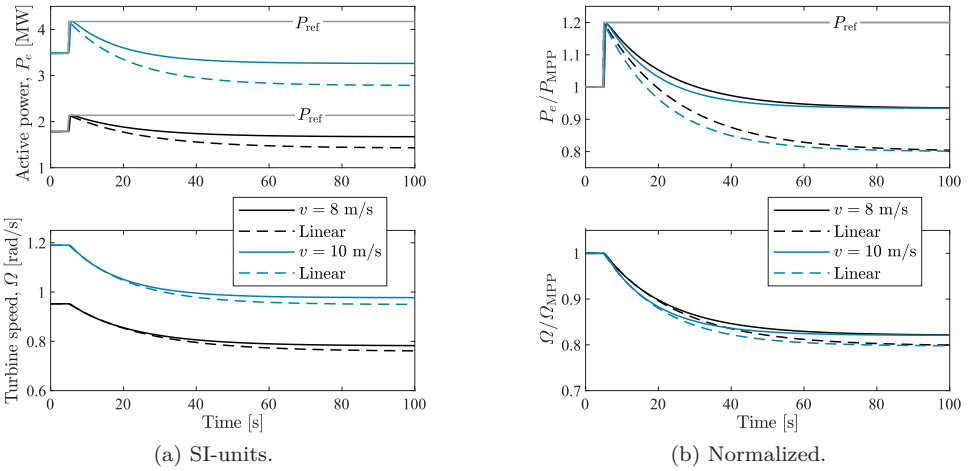 Active power, P_e [MW]
4
3
2
1
P_ref
P_ref
0
20
40
60
80
100
P_e/P_MPP
1.2
1.1
1
0.9
0.8
P_ref
0
20
40
60
80
100
Turbine speed, Ω [rad/s]
1.2
1
0.8
0.6
v = 8 m/s
Linear
v = 10 m/s
Linear
0
20
40
60
80
100
Time [s]
Ω/Ω_MPP
1
0.9
0.8
0.7
v = 8 m/s
Linear
v = 10 m/s
Linear
0
20
40
60
80
100
Time [s]
(a) SI-units.
(b) Normalized.